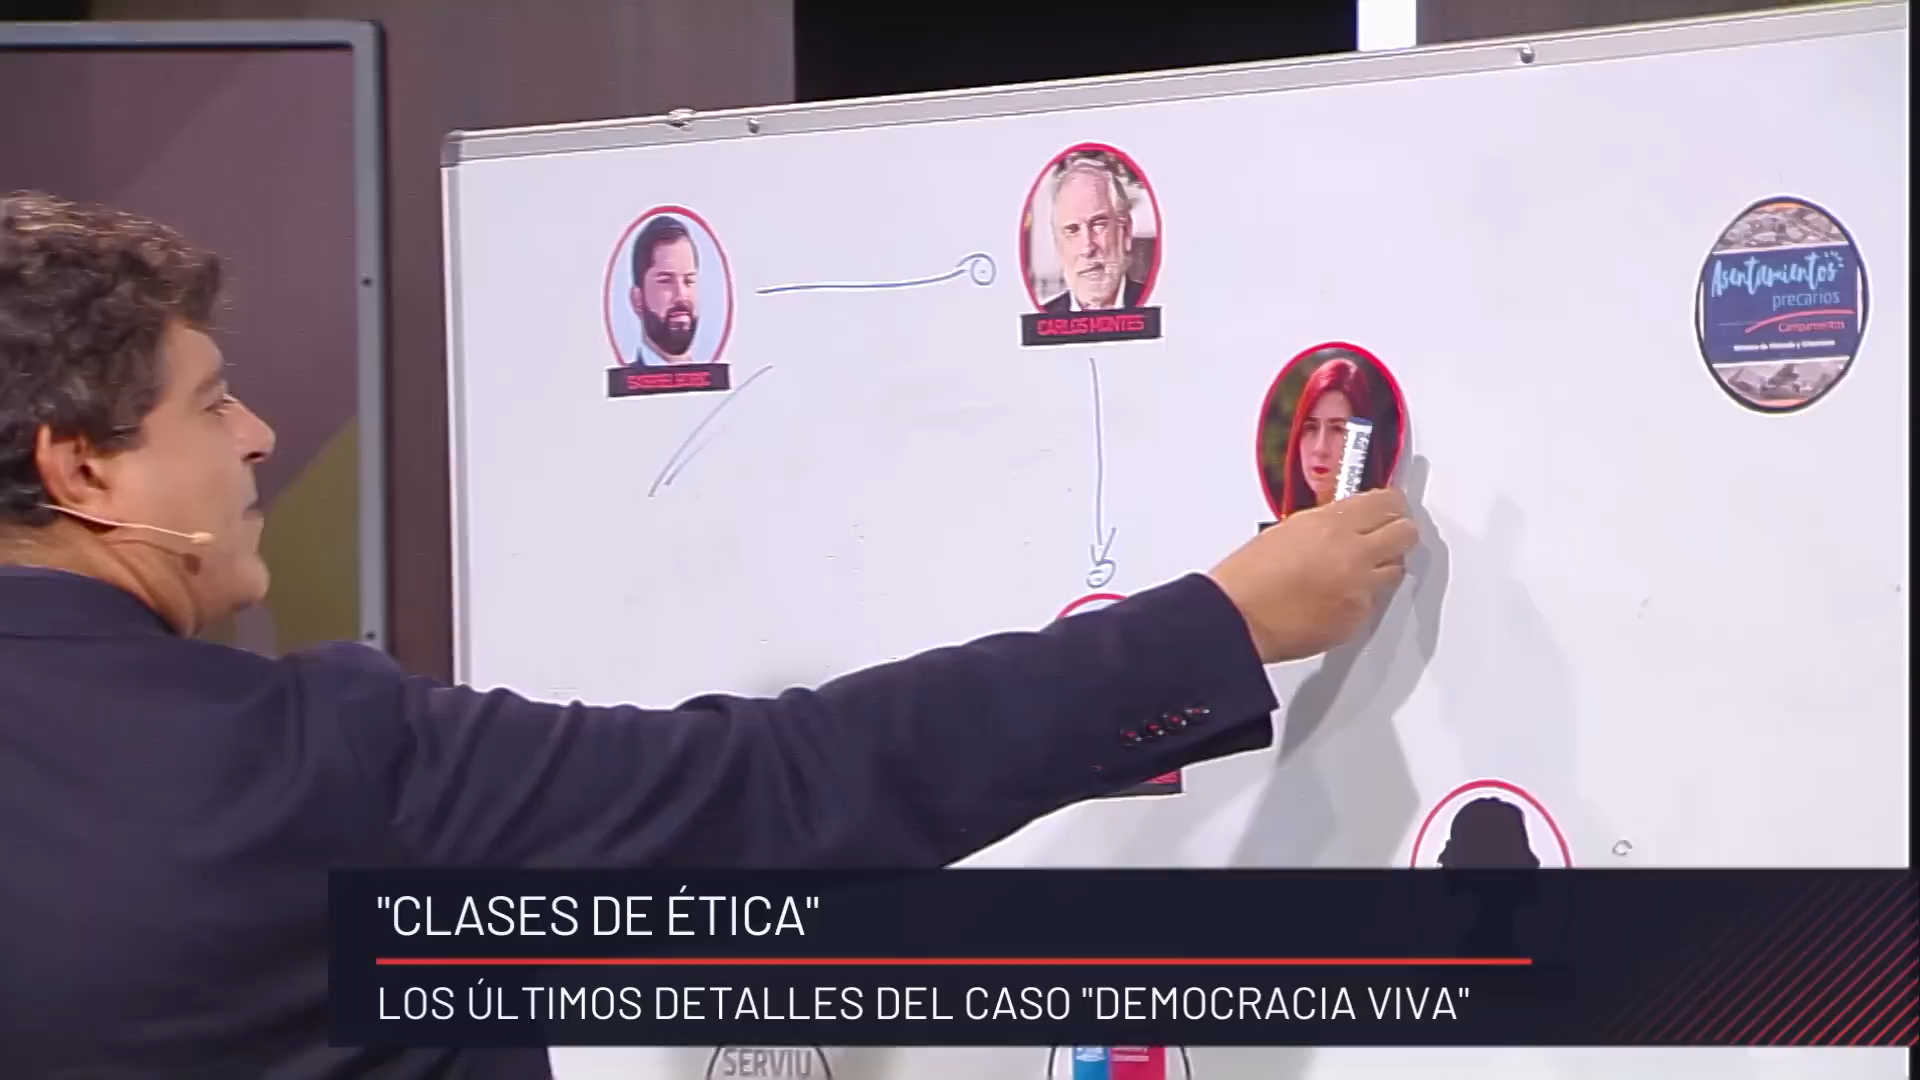 CARLOS MONTES
Asentamientos
precarios
Campamentos
"CLASES DE ÉTICA"
LOS ÚLTIMOS DETALLES DEL CASO "DEMOCRACIA VIVA"
SERVIU